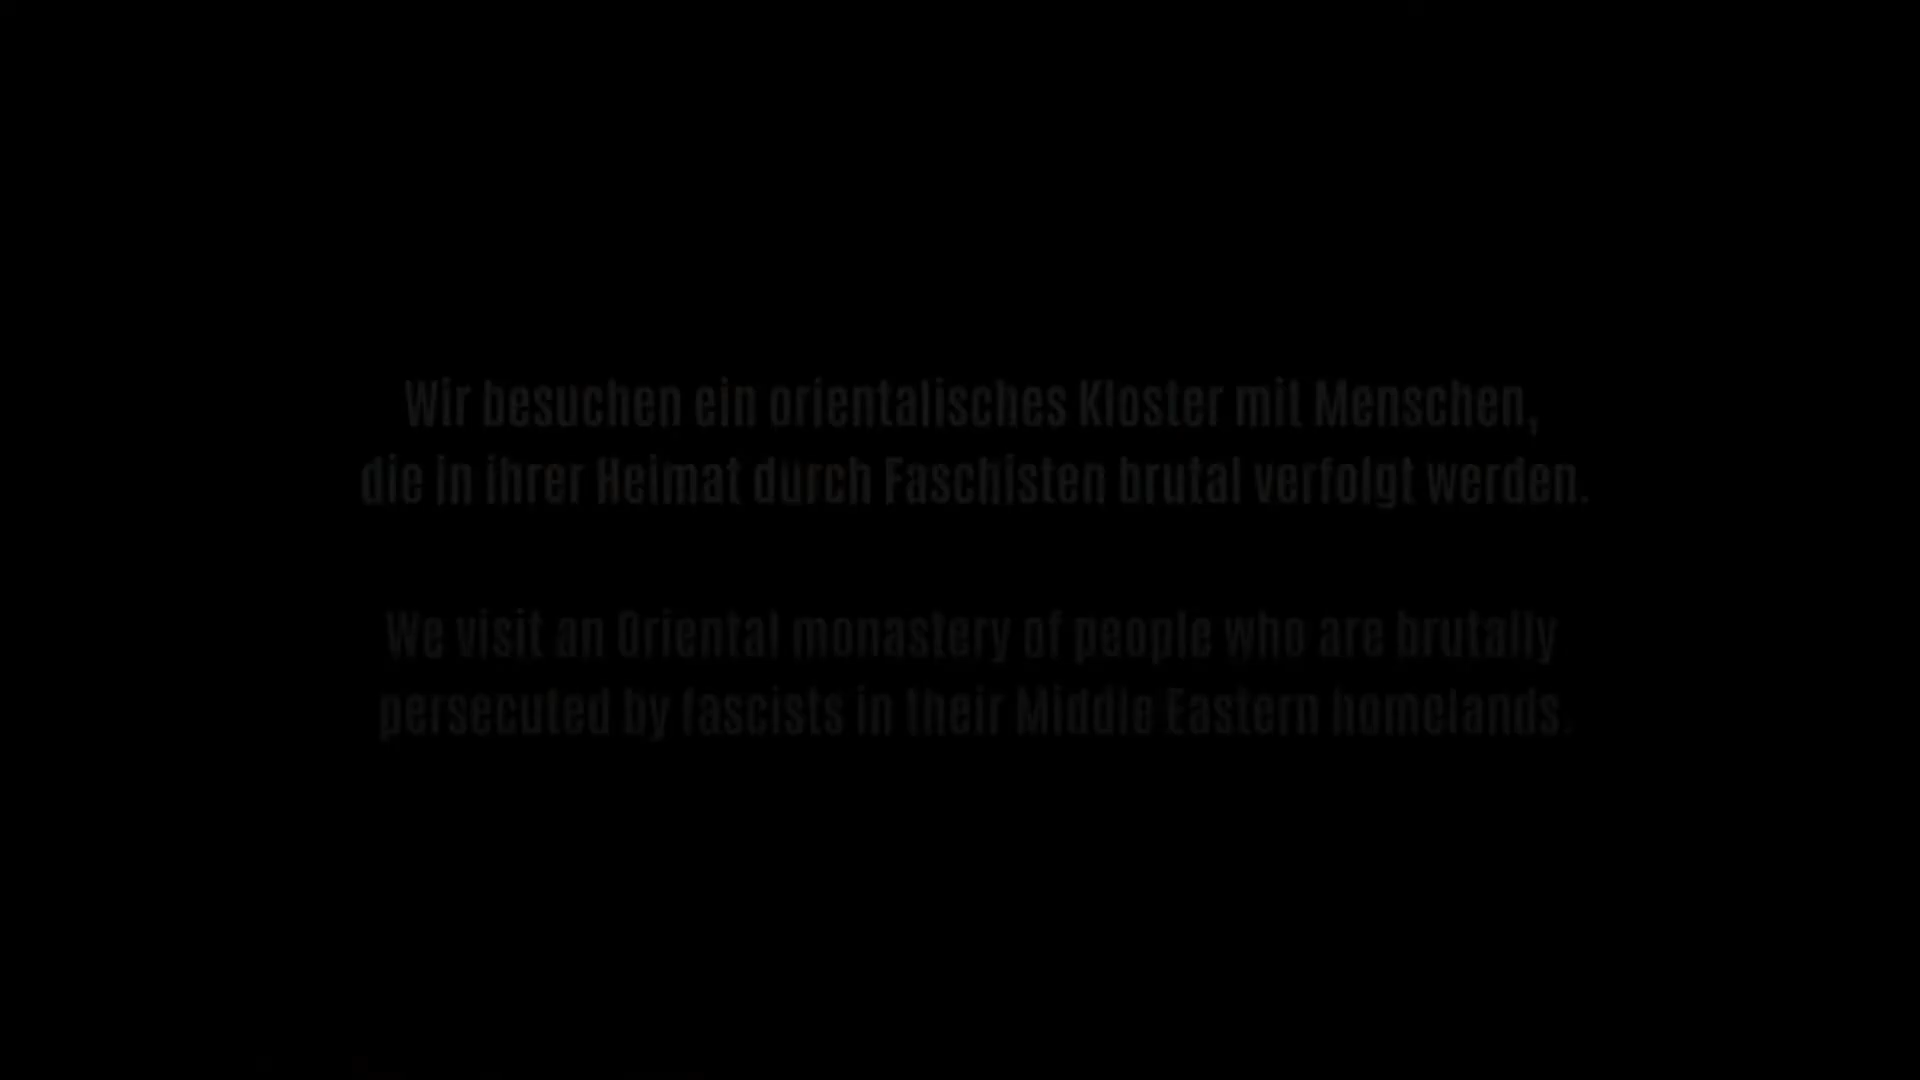 Wir besuchen ein orientalisches Kloster mit Menschen,
die in ihrer Heimat durch Faschisten brutal verfolgt werden.
We visit an Oriental monastery of people who are brutally
persecuted by fascists in their Middle Eastern homelands.